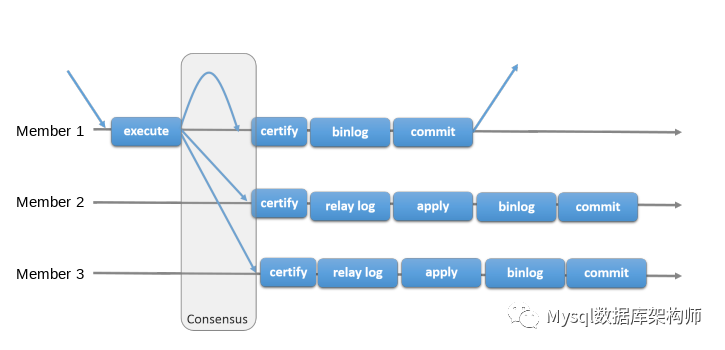 Member 1
execute
certify
binlog
commit
Member 2
certify
relay log
apply
binlog
commit
Member 3
certify
relay log
apply
binlog
commit
Consensus
Mysql数据库架构师